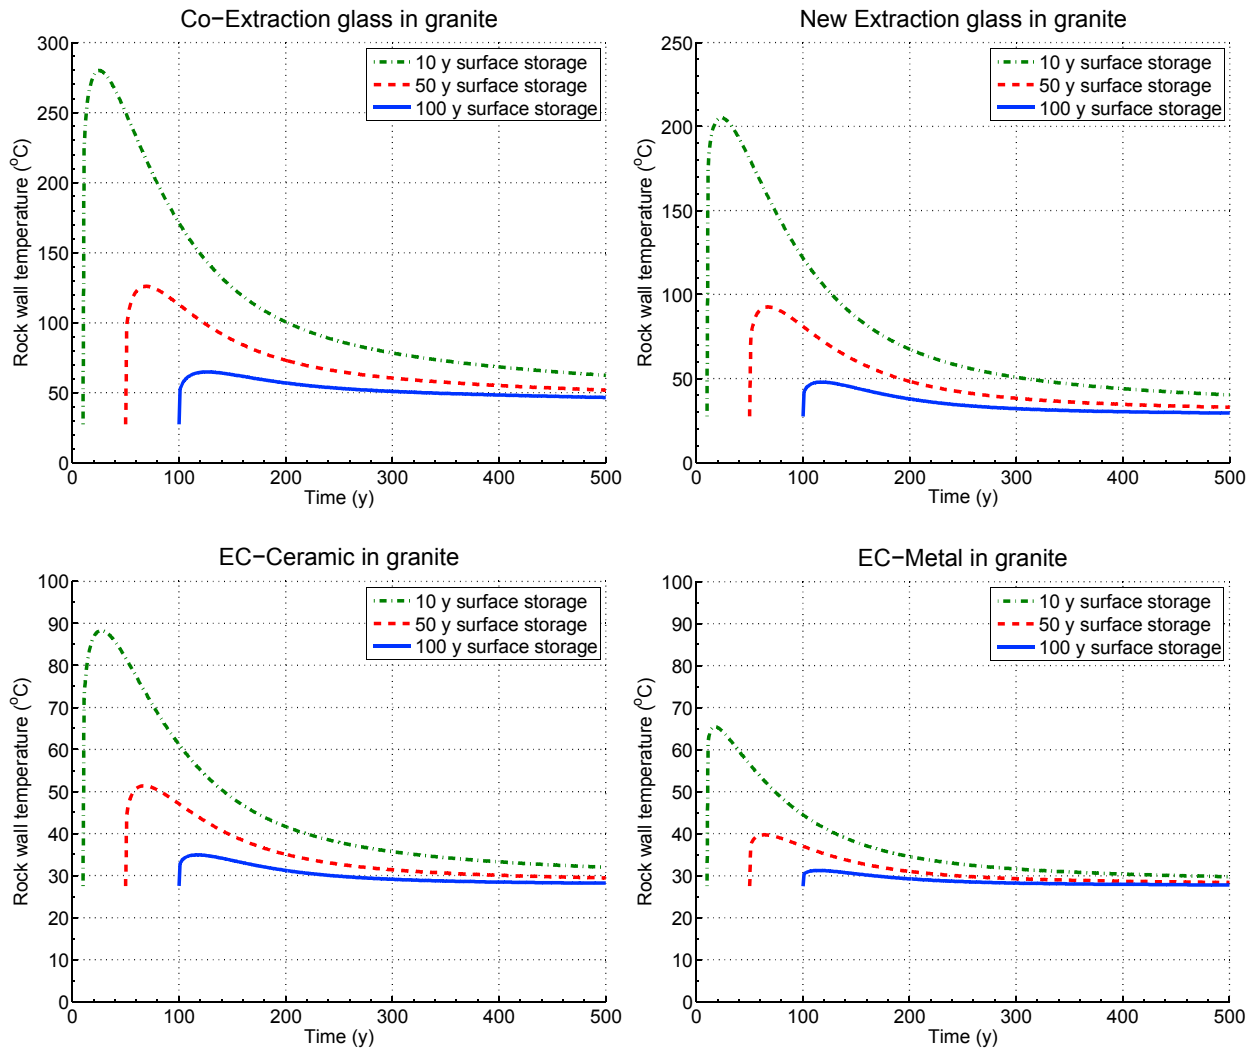 Co−Extraction glass in granite
300
250
200
150
100
50
0
Rock wall temperature (°C)
10 y surface storage
50 y surface storage
100 y surface storage
0 100 200 300 400 500
Time (y)
New Extraction glass in granite
250
200
150
100
50
0
Rock wall temperature (°C)
10 y surface storage
50 y surface storage
100 y surface storage
0 100 200 300 400 500
Time (y)
EC−Ceramic in granite
100
90
80
70
60
50
40
30
20
10
0
Rock wall temperature (°C)
10 y surface storage
50 y surface storage
100 y surface storage
0 100 200 300 400 500
Time (y)
EC−Metal in granite
100
90
80
70
60
50
40
30
20
10
0
Rock wall temperature (°C)
10 y surface storage
50 y surface storage
100 y surface storage
0 100 200 300 400 500
Time (y)